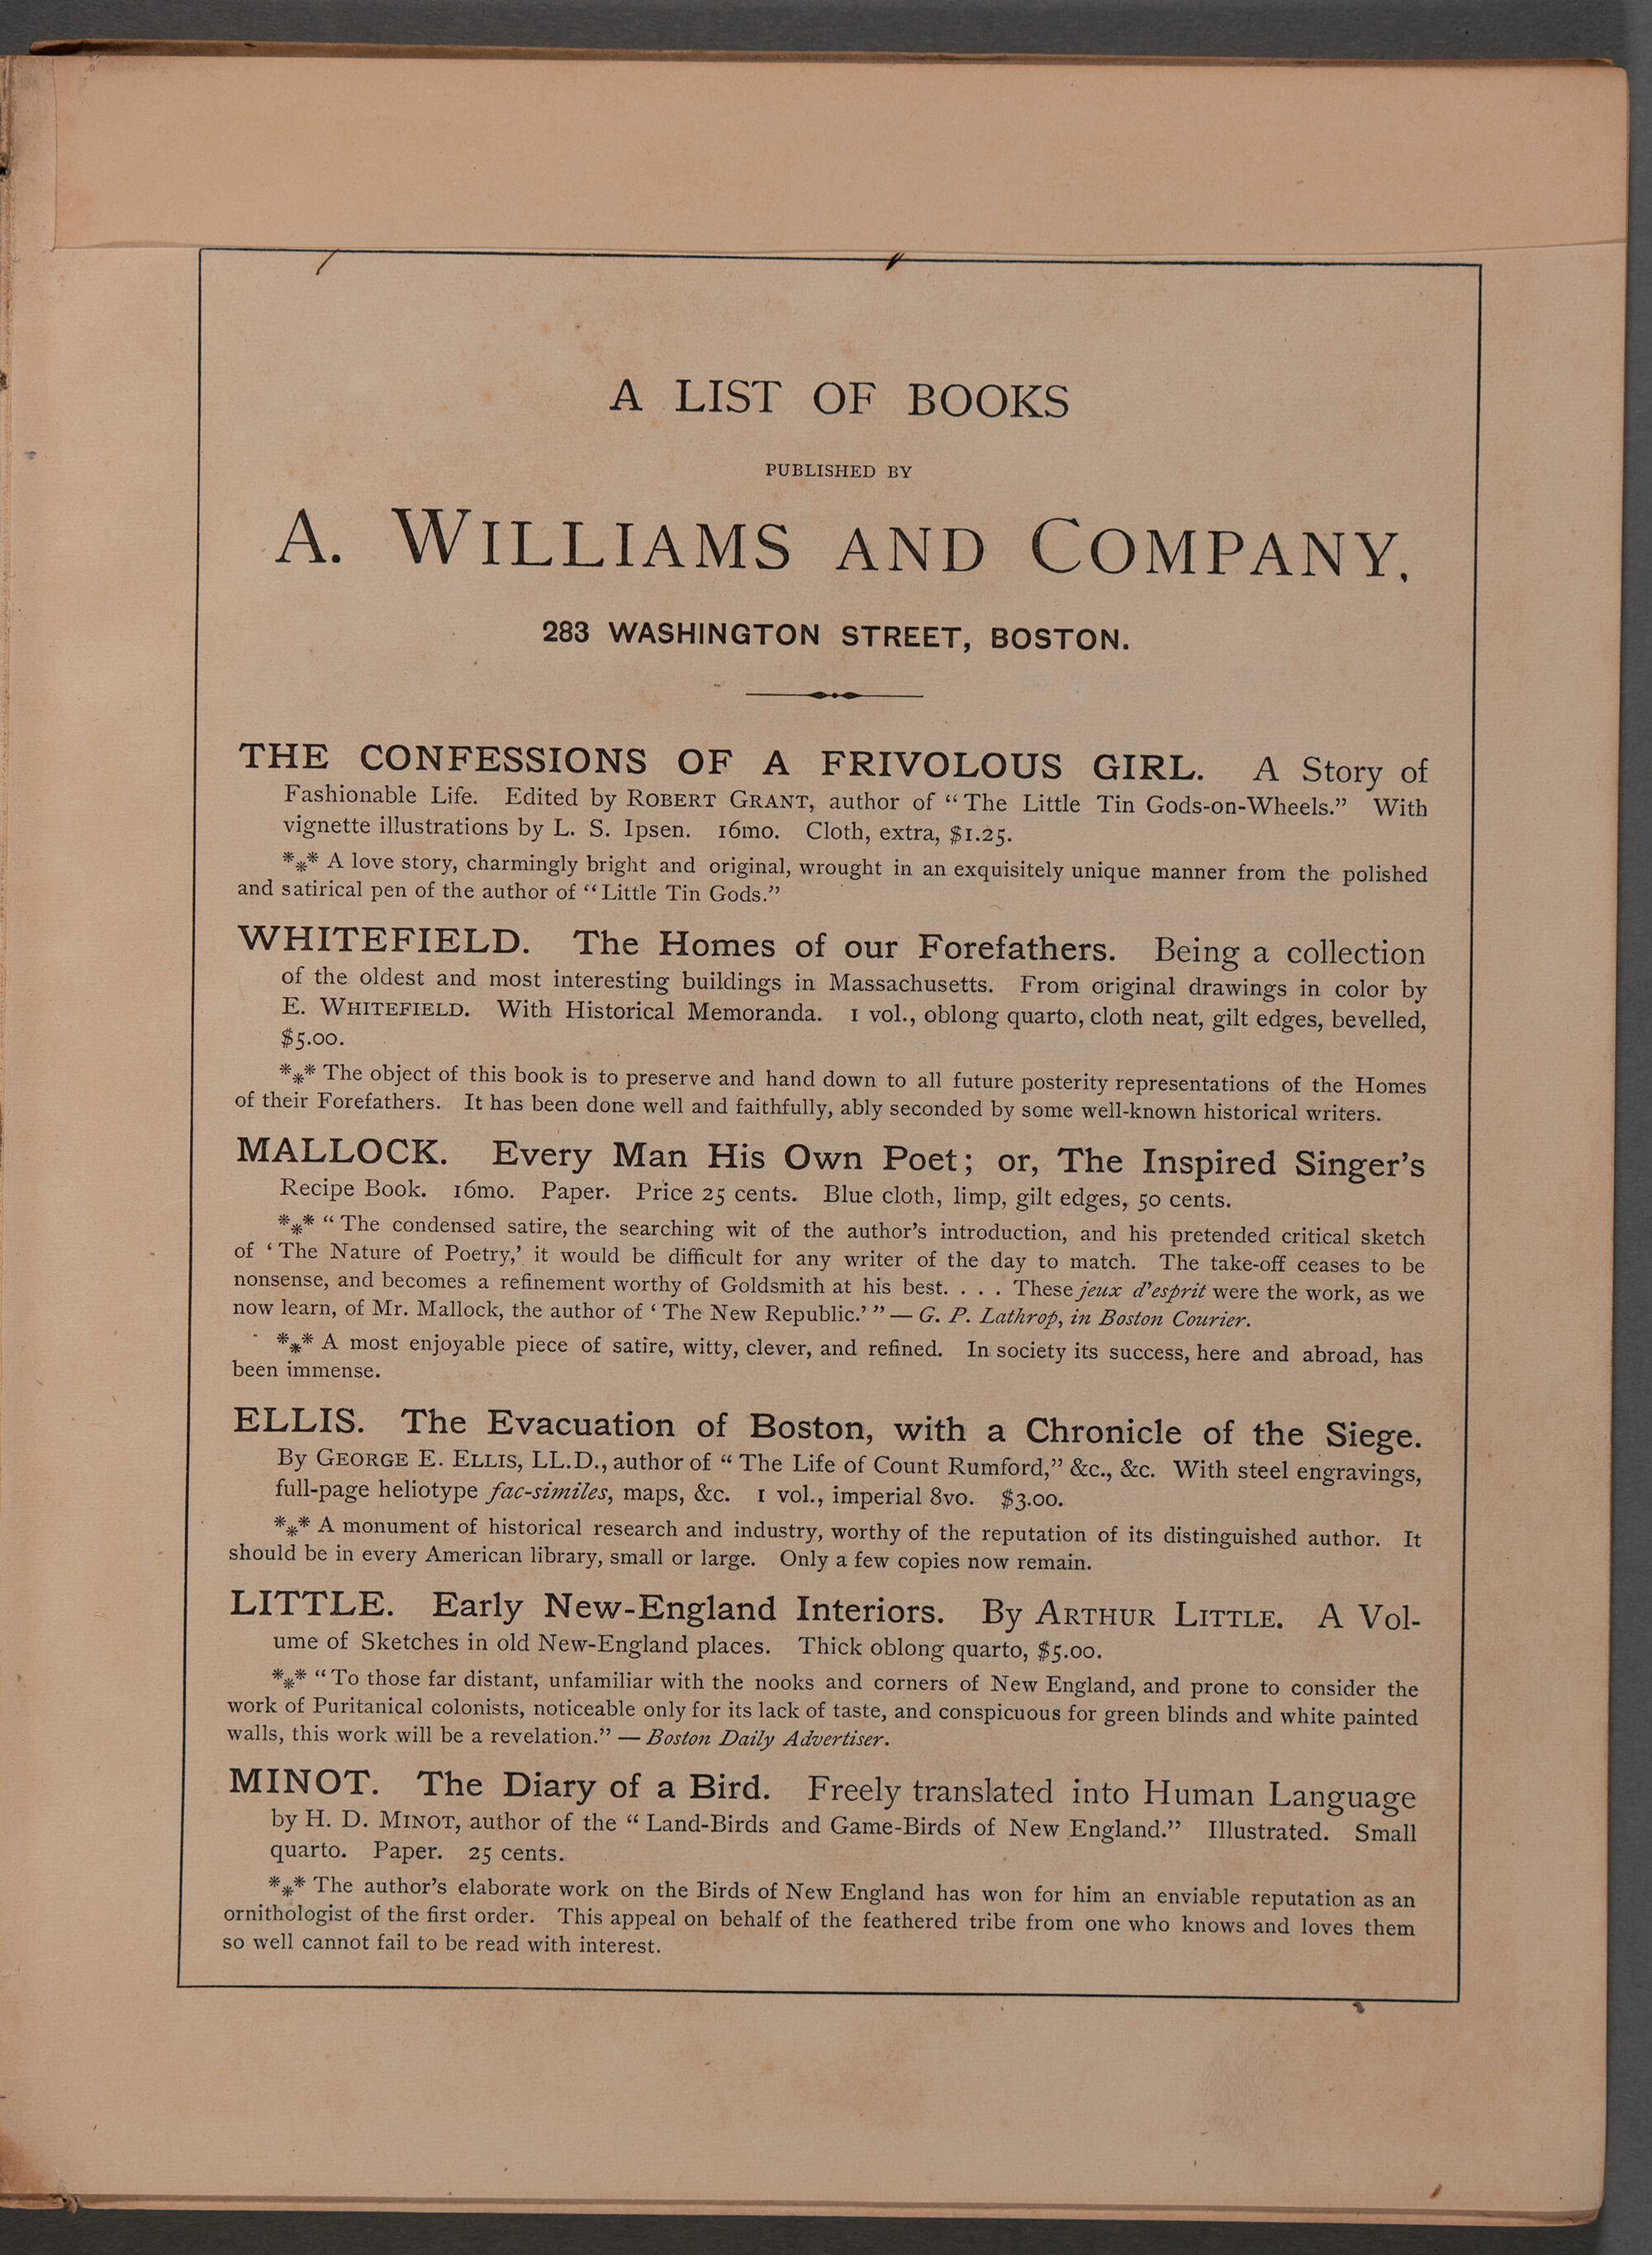 A LIST OF BOOKS
PUBLISHED BY
A. WILLIAMS AND COMPANY,
283 WASHINGTON STREET, BOSTON.
THE CONFESSIONS OF A FRIVOLOUS GIRL. A Story of
Fashionable Life. Edited by ROBERT GRANT, author of “The Little Tin Gods-on-Wheels.” With
vignette illustrations by L. S. Ipsen. 16mo. Cloth, extra, $1.25.
*⁎* A love story, charmingly bright and original, wrought in an exquisitely unique manner from the polished
and satirical pen of the author of “Little Tin Gods.”
WHITEFIELD. The Homes of our Forefathers. Being a collection
of the oldest and most interesting buildings in Massachusetts. From original drawings in color by
E. WHITEFIELD. With Historical Memoranda. 1 vol., oblong quarto, cloth neat, gilt edges, bevelled,
$5.00.
*⁎* The object of this book is to preserve and hand down to all future posterity representations of the Homes
of their Forefathers. It has been done well and faithfully, ably seconded by some well-known historical writers.
MALLOCK. Every Man His Own Poet; or, The Inspired Singer’s
Recipe Book. 16mo. Paper. Price 25 cents. Blue cloth, limp, gilt edges, 50 cents.
*⁎* “The condensed satire, the searching wit of the author’s introduction, and his pretended critical sketch
of ‘The Nature of Poetry,’ it would be difficult for any writer of the day to match. The take-off ceases to be
nonsense, and becomes a refinement worthy of Goldsmith at his best. . . . These jeux d’esprit were the work, as we
now learn, of Mr. Mallock, the author of ‘The New Republic.’” — G. P. Lathrop, in Boston Courier.
*⁎* A most enjoyable piece of satire, witty, clever, and refined. In society its success, here and abroad, has
been immense.
ELLIS. The Evacuation of Boston, with a Chronicle of the Siege.
By GEORGE E. ELLIS, LL.D., author of “The Life of Count Rumford,” &c., &c. With steel engravings,
full-page heliotype fac-similes, maps, &c. 1 vol., imperial 8vo. $3.00.
*⁎* A monument of historical research and industry, worthy of the reputation of its distinguished author. It
should be in every American library, small or large. Only a few copies now remain.
LITTLE. Early New-England Interiors. By ARTHUR LITTLE. A Vol-
ume of Sketches in old New-England places. Thick oblong quarto, $5.00.
*⁎* “To those far distant, unfamiliar with the nooks and corners of New England, and prone to consider the
work of Puritanical colonists, noticeable only for its lack of taste, and conspicuous for green blinds and white painted
walls, this work will be a revelation.” — Boston Daily Advertiser.
MINOT. The Diary of a Bird. Freely translated into Human Language
by H. D. MINOT, author of the “Land-Birds and Game-Birds of New England.” Illustrated. Small
quarto. Paper. 25 cents.
*⁎* The author’s elaborate work on the Birds of New England has won for him an enviable reputation as an
ornithologist of the first order. This appeal on behalf of the feathered tribe from one who knows and loves them
so well cannot fail to be read with interest.